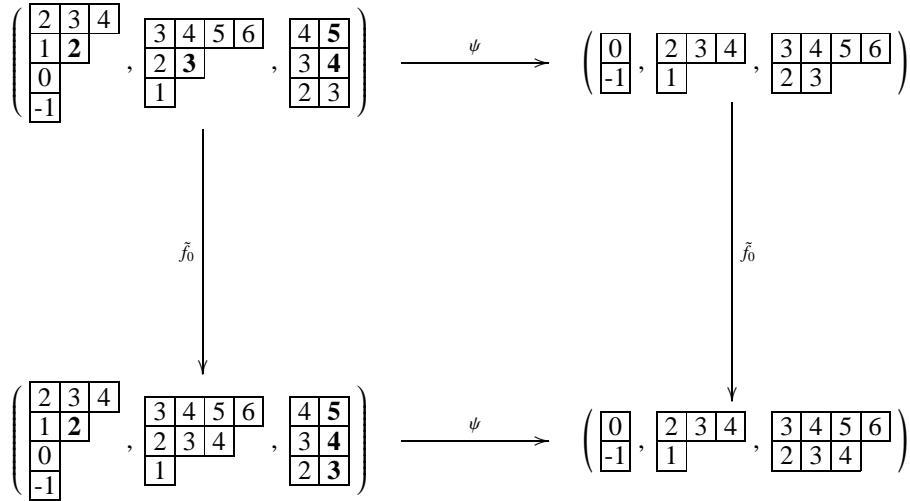 ( 2 3 4 / 1 **2** / 0 / -1 , 3 4 5 6 / 2 **3** / 1 , 4 **5** / 3 **4** / 2 3 ) ψ ( 0 / -1 , 2 3 4 / 1 , 3 4 5 6 / 2 3 )
f̃₀ f̃₀
( 2 3 4 / 1 **2** / 0 / -1 , 3 4 5 6 / 2 3 4 / 1 , 4 **5** / 3 **4** / 2 **3** ) ψ ( 0 / -1 , 2 3 4 / 1 , 3 4 5 6 / 2 3 4 )